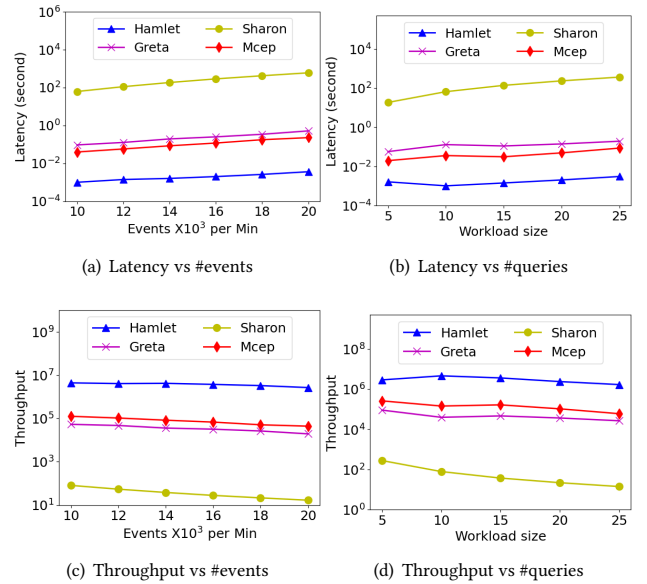 Latency (second)
10^6
10^4
10^2
10^0
10^−2
10^−4
Hamlet
Greta
Sharon
Mcep
10 12 14 16 18 20
Events X10^3 per Min
(a) Latency vs #events
Latency (second)
10^4
10^2
10^0
10^−2
10^−4
Hamlet
Greta
Sharon
Mcep
5 10 15 20 25
Workload size
(b) Latency vs #queries
Throughput
10^9
10^7
10^5
10^3
10^1
Hamlet
Greta
Sharon
Mcep
10 12 14 16 18 20
Events X10^3 per Min
(c) Throughput vs #events
Throughput
10^8
10^6
10^4
10^2
10^0
Hamlet
Greta
Sharon
Mcep
5 10 15 20 25
Workload size
(d) Throughput vs #queries